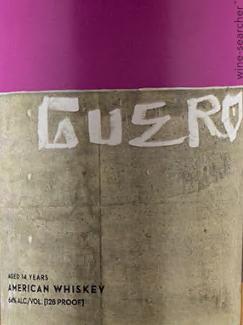 wine-searcher
GUERO
AGED 14 YEARS
AMERICAN WHISKEY
64% ALC/VOL. [128 PROOF]